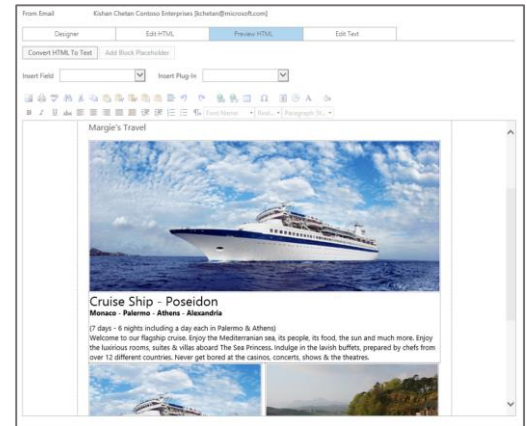 From Email Kishan Chetan Contoso Enterprises [kchetan@microsoft.com]
Designer Edit HTML Preview HTML Edit Text
Convert HTML To Text Add Block Placeholder
Insert Field Insert Plug-In
Font Name Real... Paragraph St...
Margie's Travel
Cruise Ship - Poseidon
Monaco - Palermo - Athens - Alexandria
(7 days - 6 nights including a day each in Palermo & Athens)
Welcome to our flagship cruise. Enjoy the Mediterranean sea, its people, its food, the sun and much more. Enjoy
the luxirious rooms, suites & villas aboard The Sea Princess. Indulge in the lavish buffets, prepared by chefs from
over 12 different countries. Never get bored at the casinos, concerts, shows & the theatres.